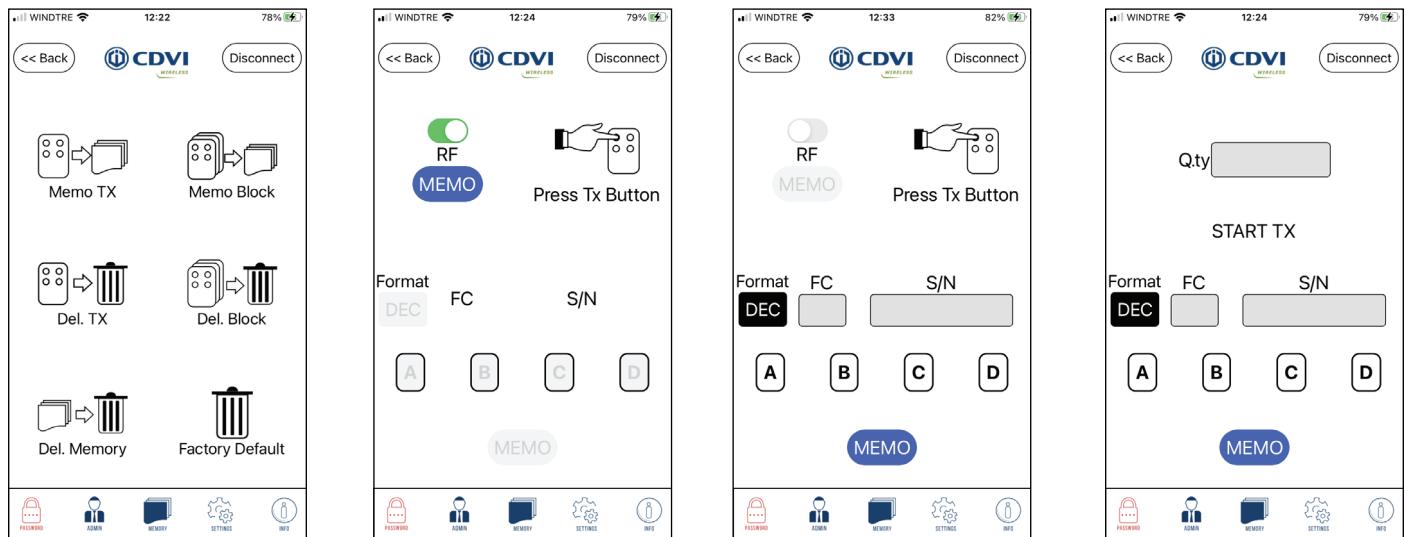 WINDTRE 12:22 78%
<< Back CDVI Disconnect
WIRELESS
Memo TX Memo Block
Del. TX Del. Block
Del. Memory Factory Default
PASSWORD ADMIN MEMORY SETTINGS INFO
WINDTRE 12:24 79%
<< Back CDVI Disconnect
WIRELESS
RF
MEMO Press Tx Button
Format
DEC FC S/N
A B C D
MEMO
PASSWORD ADMIN MEMORY SETTINGS INFO
WINDTRE 12:33 82%
<< Back CDVI Disconnect
WIRELESS
RF
MEMO Press Tx Button
Format FC S/N
DEC
A B C D
MEMO
PASSWORD ADMIN MEMORY SETTINGS INFO
WINDTRE 12:24 79%
<< Back CDVI Disconnect
WIRELESS
Q.ty
START TX
Format FC S/N
DEC
A B C D
MEMO
PASSWORD ADMIN MEMORY SETTINGS INFO